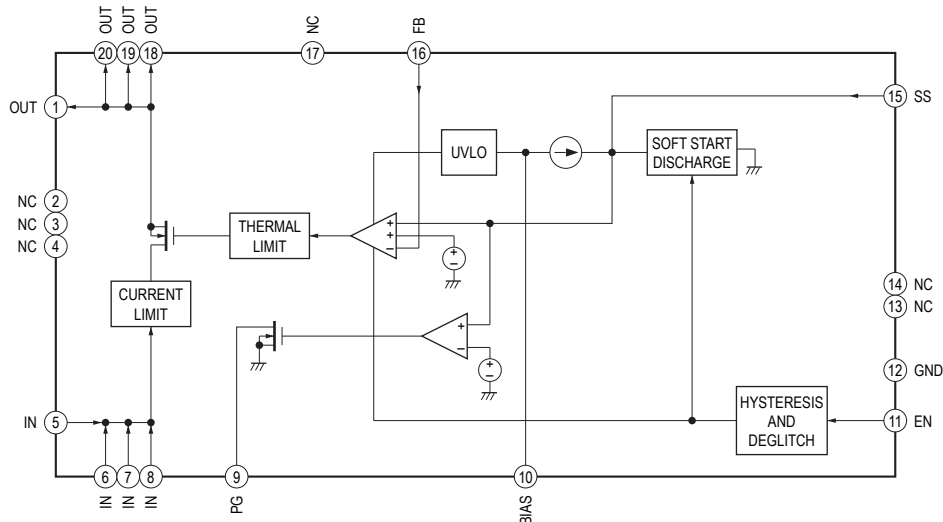 OUT OUT OUT NC FB
20 19 18 17 16
OUT 1
15 SS
UVLO
SOFT START
DISCHARGE
NC 2
NC 3
NC 4
THERMAL
LIMIT
+
+
−
+
−
CURRENT
LIMIT
14 NC
13 NC
+
−
+
−
12 GND
IN 5
HYSTERESIS
AND
DEGLITCH
11 EN
6 7 8 9 10
IN IN IN PG BIAS